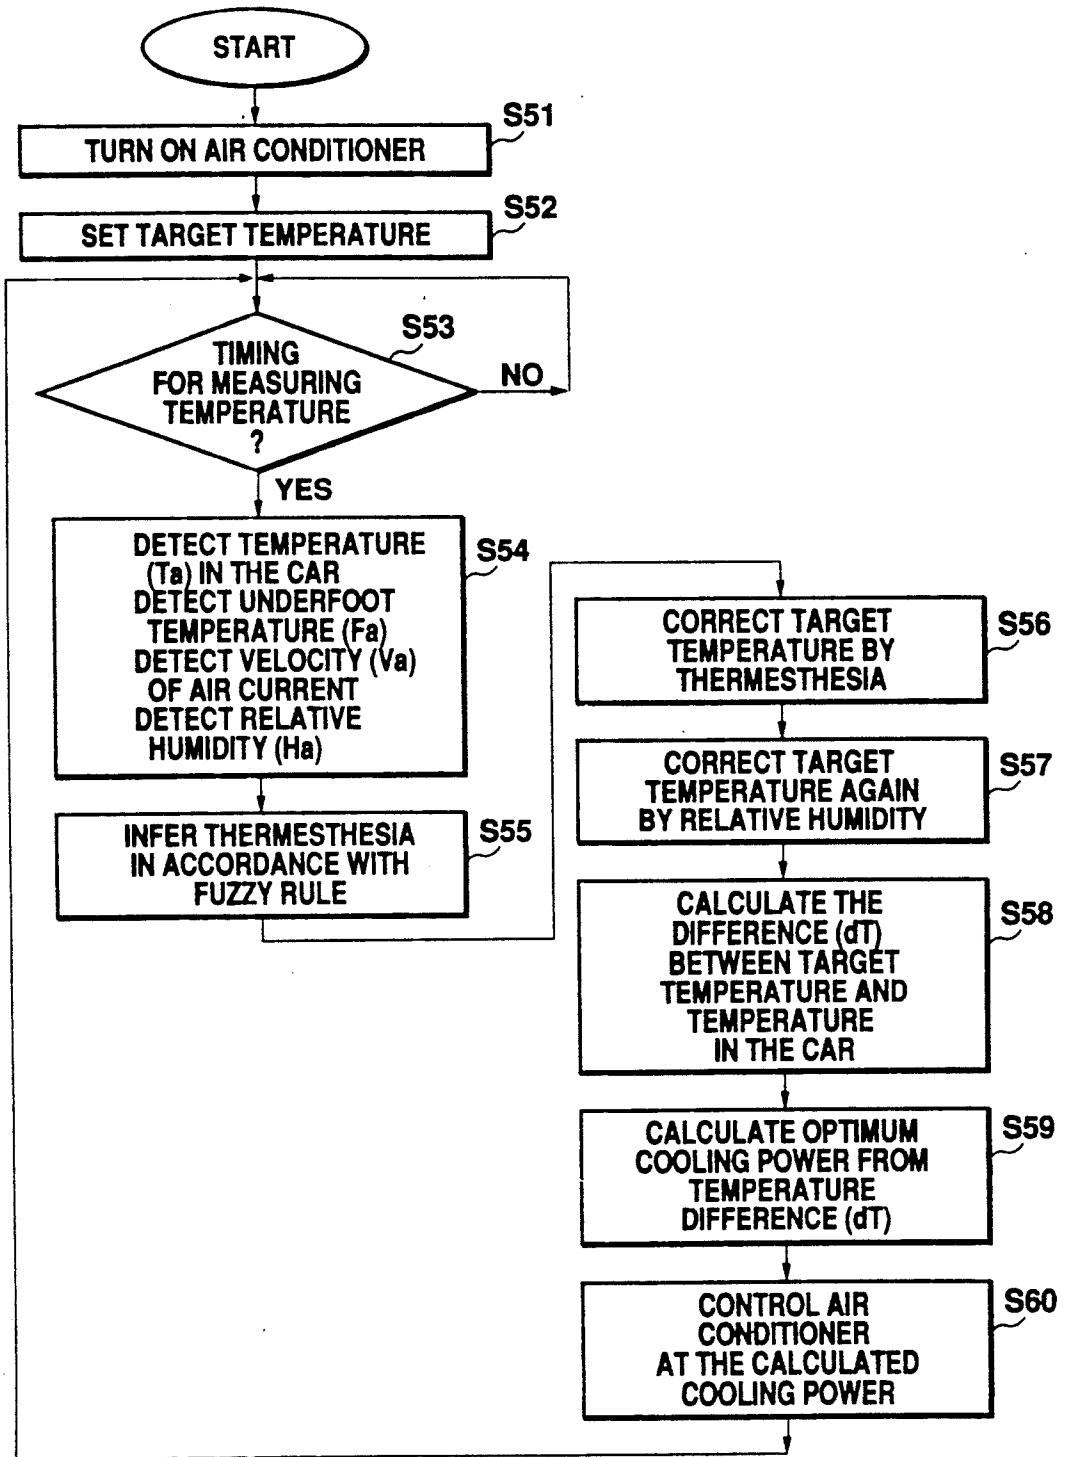 START
S51
TURN ON AIR CONDITIONER
S52
SET TARGET TEMPERATURE
S53
TIMING
FOR MEASURING
TEMPERATURE
?
NO
YES
S54
DETECT TEMPERATURE
(Ta) IN THE CAR
DETECT UNDERFOOT
TEMPERATURE (Fa)
DETECT VELOCITY (Va)
OF AIR CURRENT
DETECT RELATIVE
HUMIDITY (Ha)
S55
INFER THERMESTHESIA
IN ACCORDANCE WITH
FUZZY RULE
S56
CORRECT TARGET
TEMPERATURE BY
THERMESTHESIA
S57
CORRECT TARGET
TEMPERATURE AGAIN
BY RELATIVE HUMIDITY
S58
CALCULATE THE
DIFFERENCE (dT)
BETWEEN TARGET
TEMPERATURE AND
TEMPERATURE
IN THE CAR
S59
CALCULATE OPTIMUM
COOLING POWER FROM
TEMPERATURE
DIFFERENCE (dT)
S60
CONTROL AIR
CONDITIONER
AT THE CALCULATED
COOLING POWER